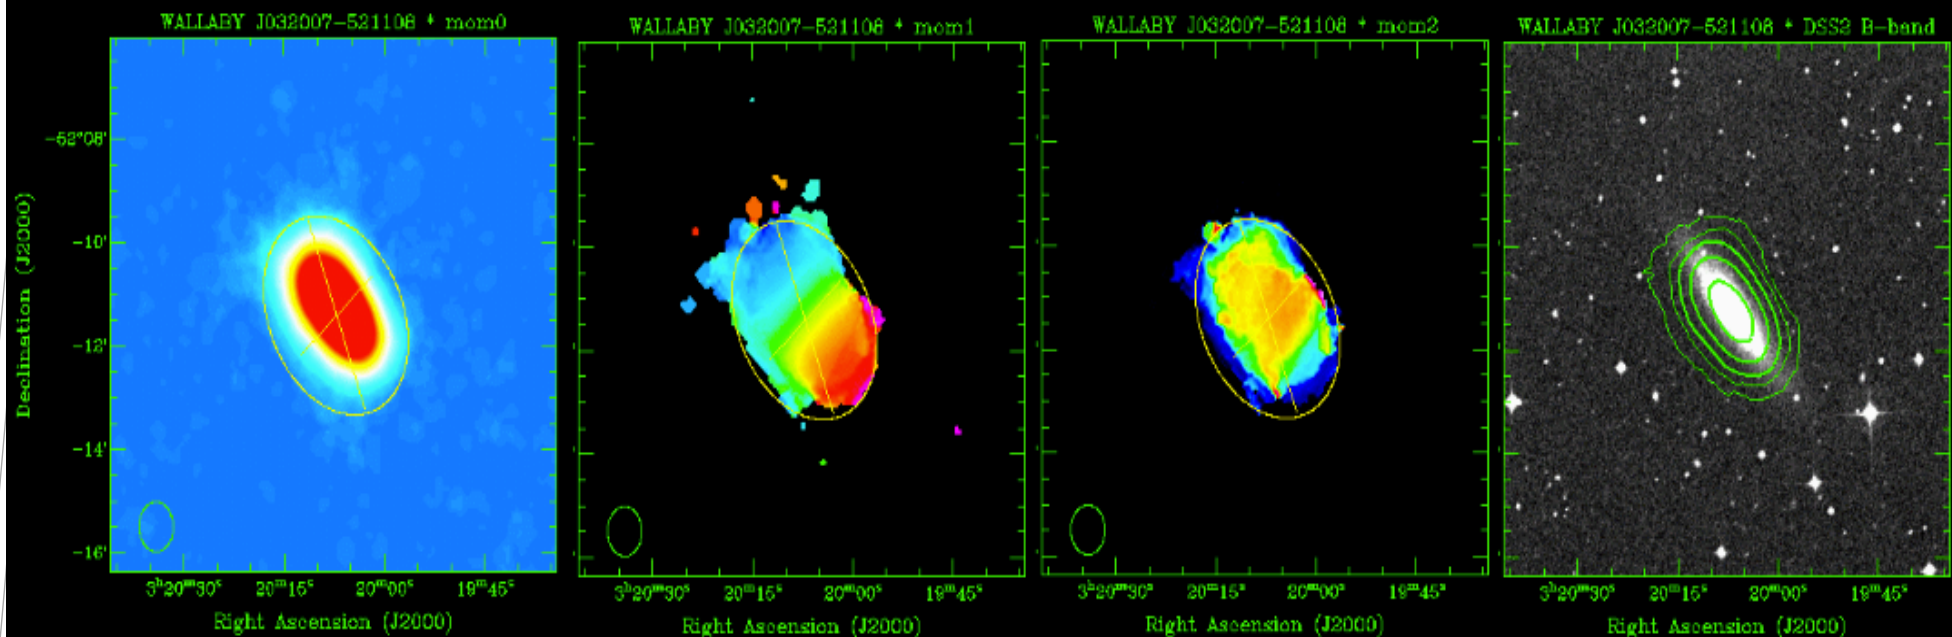 WALLABY J032007-521108 * mom0
WALLABY J032007-521108 * mom1
WALLABY J032007-521108 * mom2
WALLABY J032007-521108 * DSS2 B-band
Declination (J2000)
-52°08'
-10'
-12'
-14'
-16'
3h20m30s 20m15s 20m00s 19m45s
Right Ascension (J2000)
3h20m30s 20m15s 20m00s 19m45s
Right Ascension (J2000)
3h20m30s 20m15s 20m00s 19m45s
Right Ascension (J2000)
3h20m30s 20m15s 20m00s 19m45s
Right Ascension (J2000)